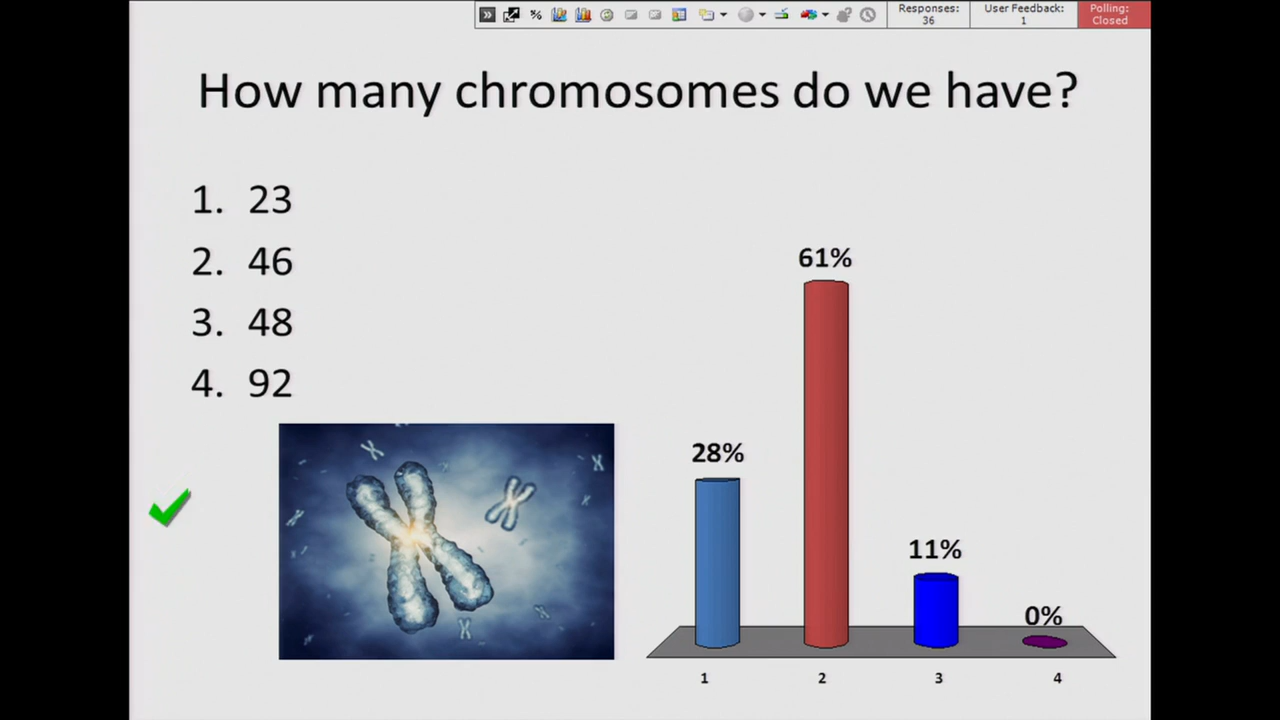 Responses: 36
User Feedback: 1
Polling: Closed
How many chromosomes do we have?
1. 23
2. 46
3. 48
4. 92
61%
28%
11%
0%
1 2 3 4